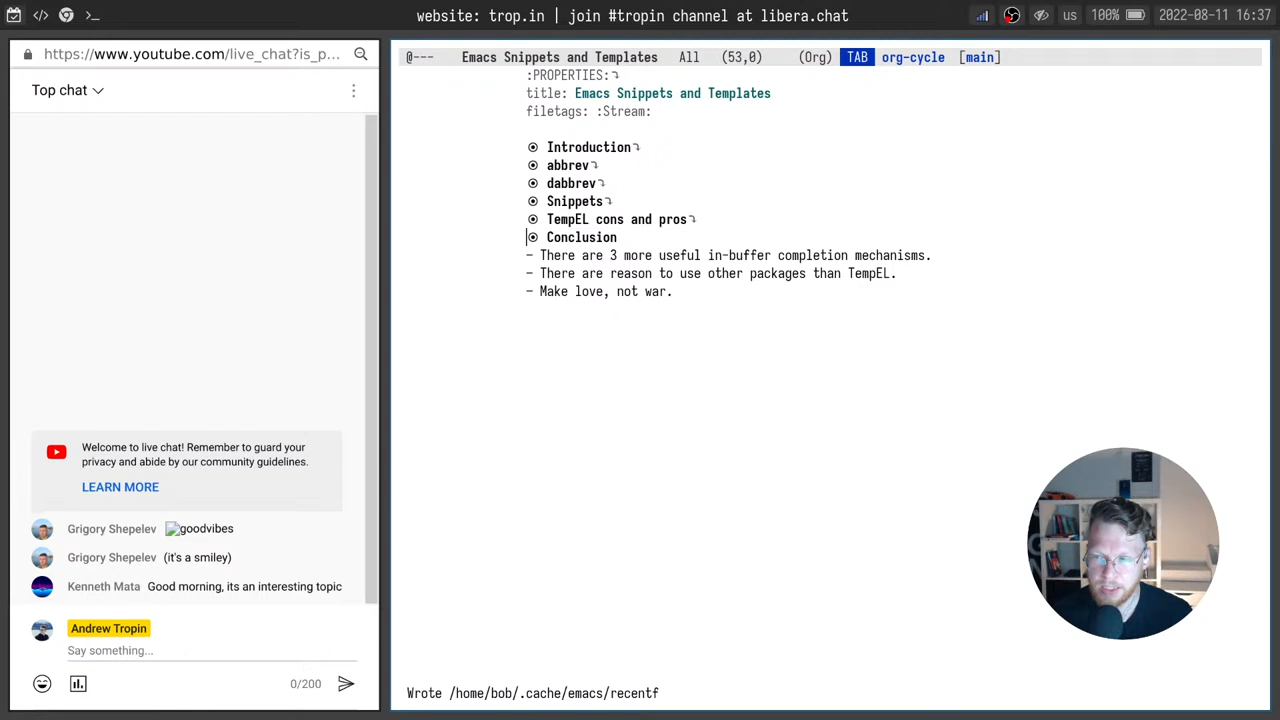 website: trop.in | join #tropin channel at libera.chat
us 100% 2022-08-11 16:37
https://www.youtube.com/live_chat?is_p...
Top chat
Welcome to live chat! Remember to guard your
privacy and abide by our community guidelines.
LEARN MORE
Grigory Shepelev goodvibes
Grigory Shepelev (it's a smiley)
Kenneth Mata Good morning, its an interesting topic
Andrew Tropin
Say something...
0/200
@--- Emacs Snippets and Templates All (53,0) (Org) TAB org-cycle [main]
:PROPERTIES:
title: Emacs Snippets and Templates
filetags: :Stream:
Introduction
abbrev
dabbrev
Snippets
TempEL cons and pros
Conclusion
- There are 3 more useful in-buffer completion mechanisms.
- There are reason to use other packages than TempEL.
- Make love, not war.
Wrote /home/bob/.cache/emacs/recentf